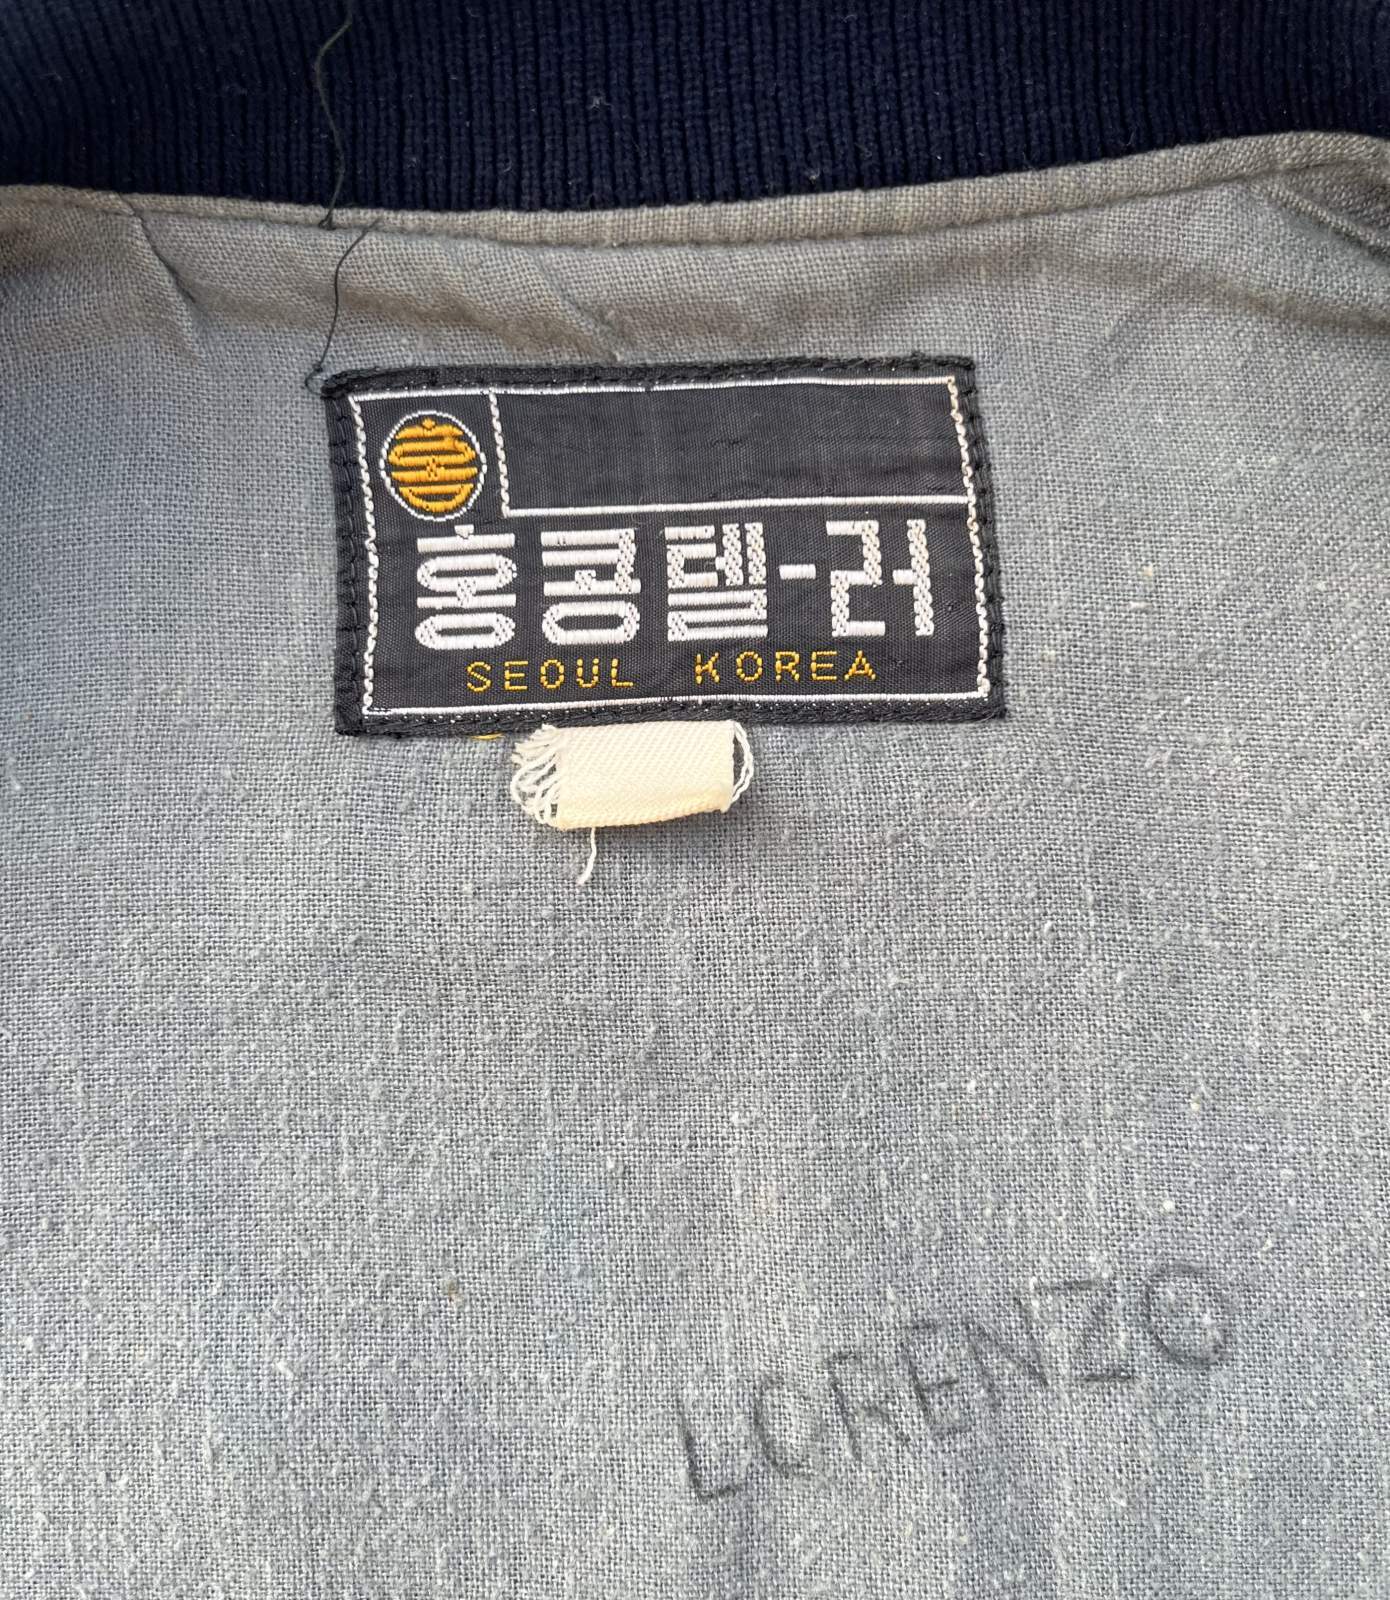 홍콩텔-러
SEOUL KOREA
LORENZO